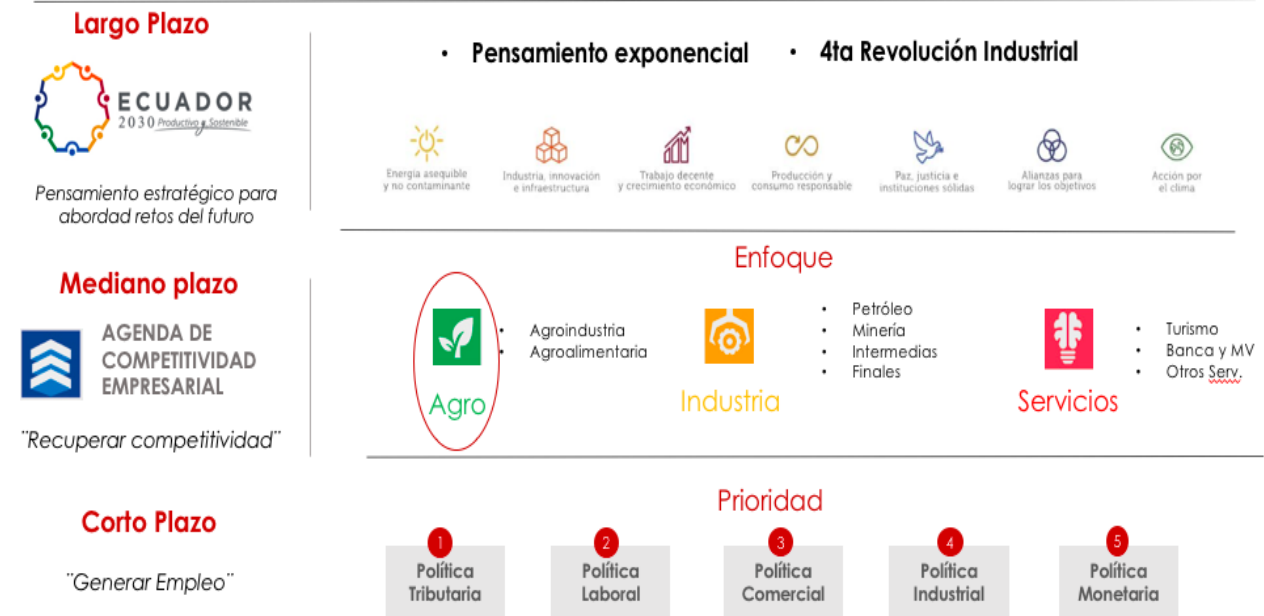 Largo Plazo
ECUADOR
2030 Productivo y Sostenible
Pensamiento estratégico para
abordad retos del futuro
• Pensamiento exponencial • 4ta Revolución Industrial
Energía asequible
y no contaminante
Industria, innovación
e infraestructura
Trabajo decente
y crecimiento económico
Producción y
consumo responsable
Paz, justicia e
instituciones sólidas
Alianzas para
lograr los objetivos
Acción por
el clima
Mediano plazo
AGENDA DE
COMPETITIVIDAD
EMPRESARIAL
¨Recuperar competitividad¨
Enfoque
• Agroindustria
• Agroalimentaria
Agro
• Petróleo
• Minería
• Intermedias
• Finales
Industria
• Turismo
• Banca y MV
• Otros Serv.
Servicios
Corto Plazo
¨Generar Empleo¨
Prioridad
1
Política
Tributaria
2
Política
Laboral
3
Política
Comercial
4
Política
Industrial
5
Política
Monetaria